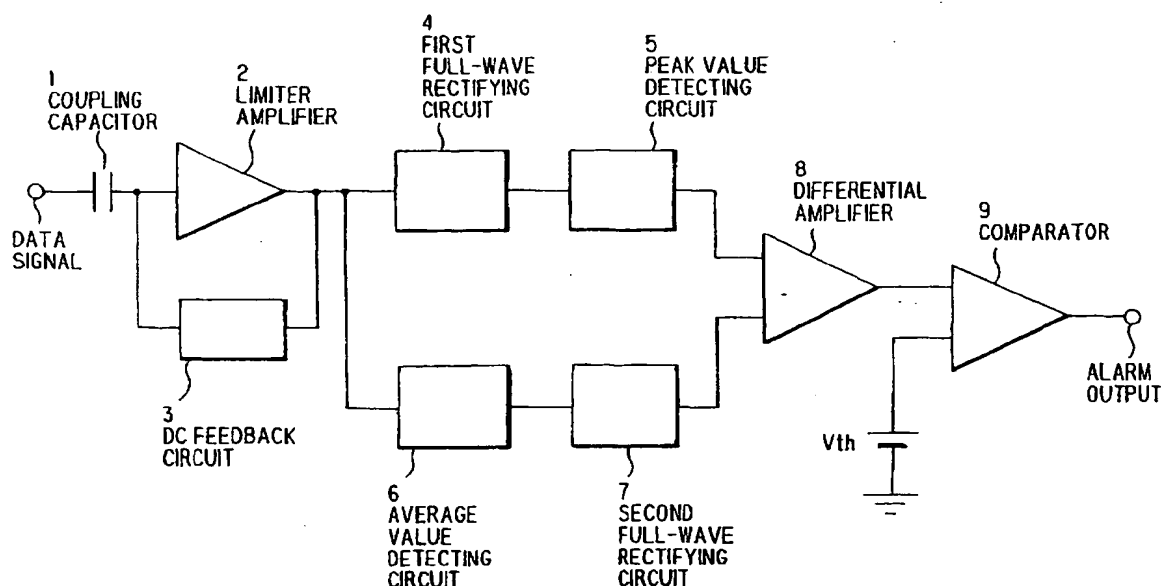 1
COUPLING
CAPACITOR
2
LIMITER
AMPLIFIER
4
FIRST
FULL-WAVE
RECTIFYING
CIRCUIT
5
PEAK VALUE
DETECTING
CIRCUIT
8
DIFFERENTIAL
AMPLIFIER
9
COMPARATOR
DATA
SIGNAL
3
DC FEEDBACK
CIRCUIT
6
AVERAGE
VALUE
DETECTING
CIRCUIT
7
SECOND
FULL-WAVE
RECTIFYING
CIRCUIT
Vth
ALARM
OUTPUT